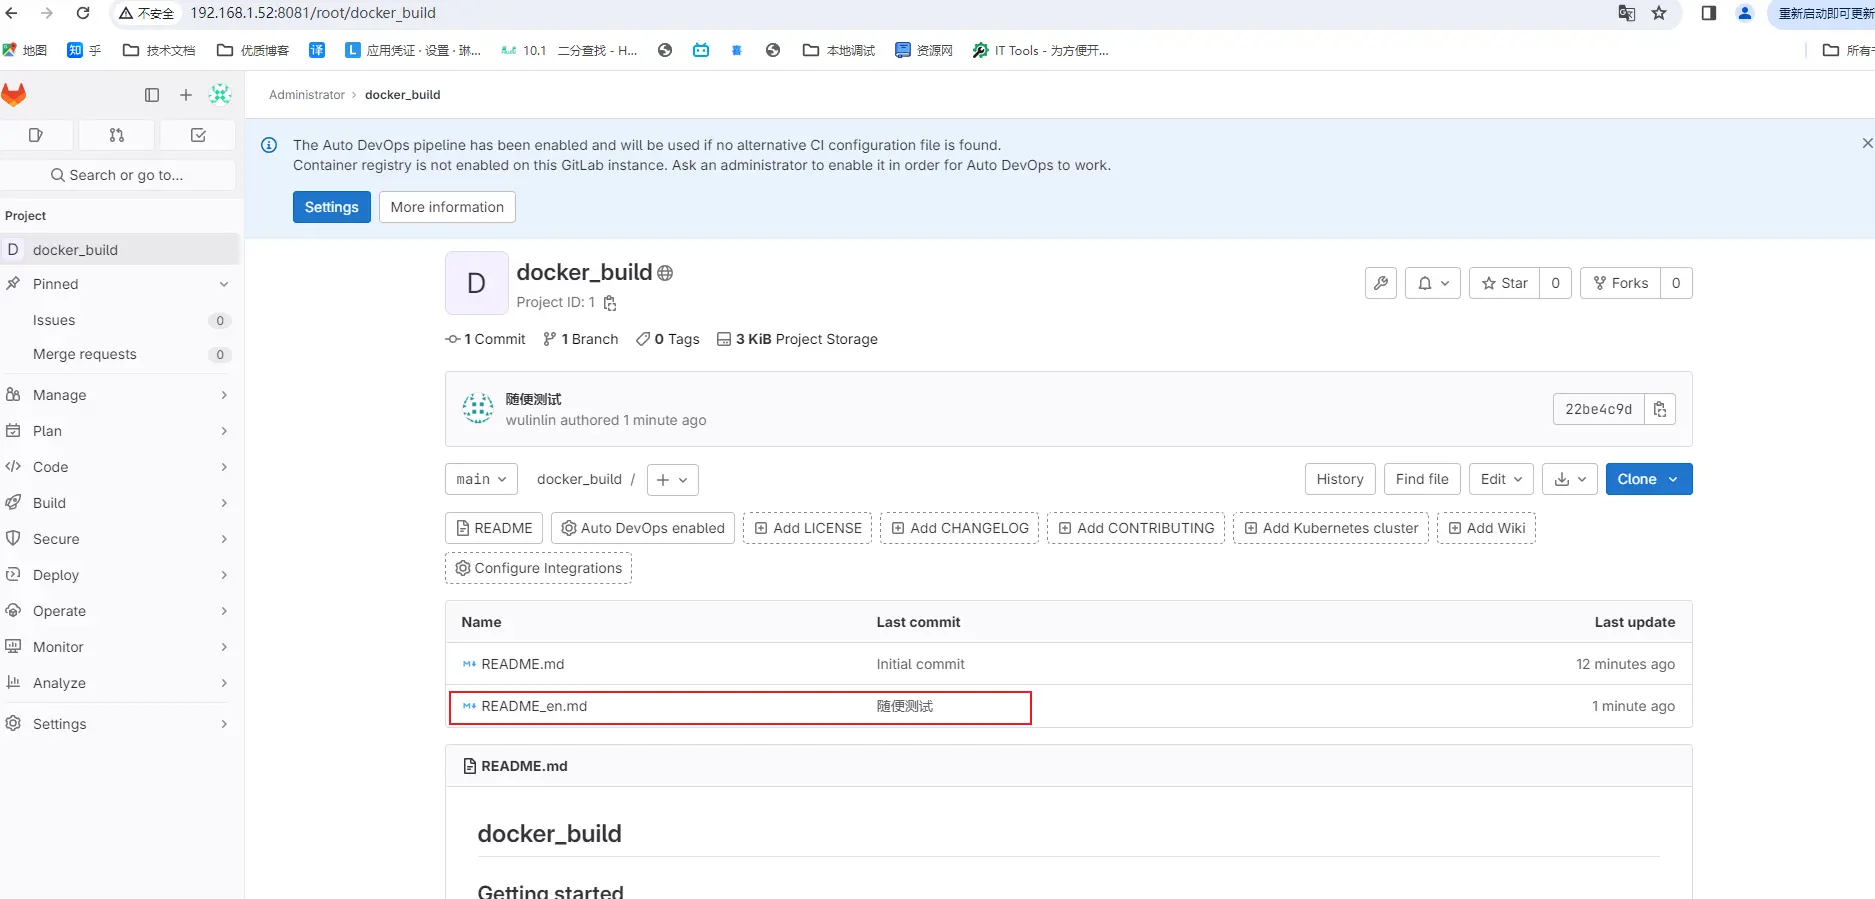 不安全 192.168.1.52:8081/root/docker_build 重新启动即可更新
地图 知 乎 技术文档 优质博客 译 L 应用凭证 · 设置 · 琳... 10.1 二分查找 - H... 本地调试 资源网 IT Tools - 为方便开... 所有
Administrator › docker_build
The Auto DevOps pipeline has been enabled and will be used if no alternative CI configuration file is found.
Container registry is not enabled on this GitLab instance. Ask an administrator to enable it in order for Auto DevOps to work.
Settings More information
Search or go to...
Project
D docker_build
Pinned
Issues 0
Merge requests 0
Manage
Plan
Code
Build
Secure
Deploy
Operate
Monitor
Analyze
Settings
D
docker_build
Project ID: 1
Star 0 Forks 0
1 Commit 1 Branch 0 Tags 3 KiB Project Storage
随便测试
wulinlin authored 1 minute ago
22be4c9d
main docker_build / + History Find file Edit Clone
README Auto DevOps enabled Add LICENSE Add CHANGELOG Add CONTRIBUTING Add Kubernetes cluster Add Wiki
Configure Integrations
Name Last commit Last update
README.md Initial commit 12 minutes ago
README_en.md 随便测试 1 minute ago
README.md
docker_build
Getting started